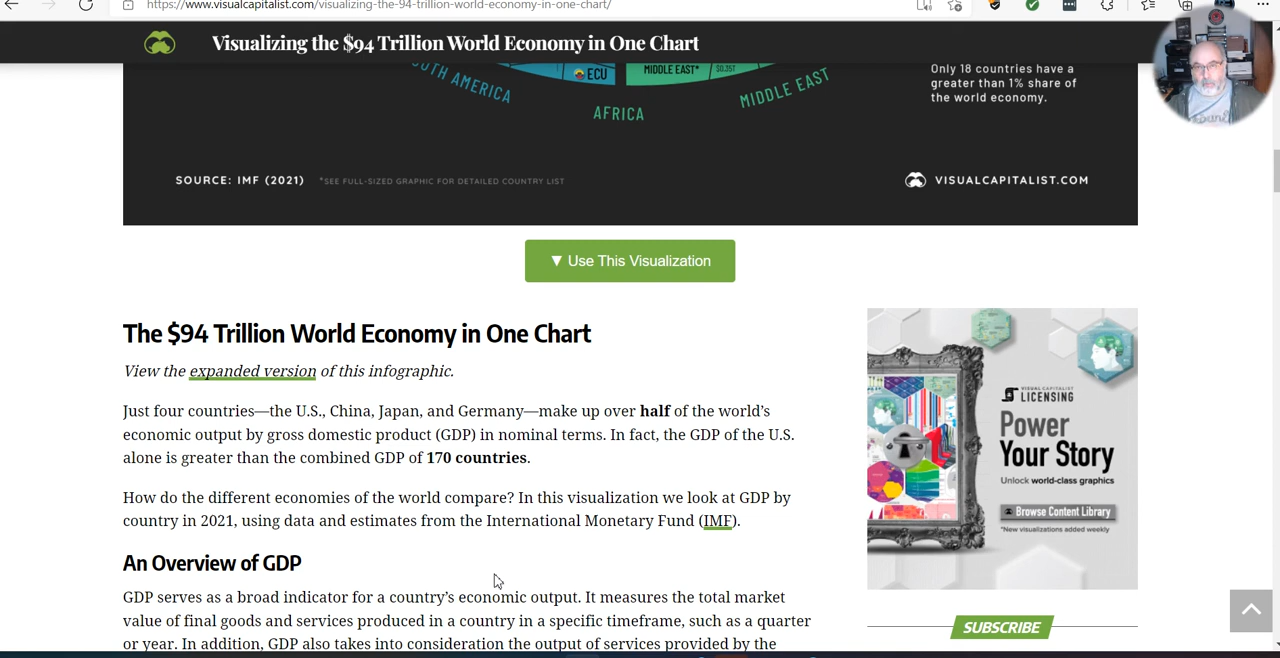 https://www.visualcapitalist.com/visualizing-the-94-trillion-world-economy-in-one-chart/
Visualizing the $94 Trillion World Economy in One Chart
SOUTH AMERICA
ECU
MIDDLE EAST*
$0.35T
AFRICA
MIDDLE EAST
Only 18 countries have a
greater than 1% share of
the world economy.
SOURCE: IMF (2021)
*SEE FULL-SIZED GRAPHIC FOR DETAILED COUNTRY LIST
VISUALCAPITALIST.COM
▼ Use This Visualization
The $94 Trillion World Economy in One Chart
View the expanded version of this infographic.
Just four countries—the U.S., China, Japan, and Germany—make up over half of the world’s
economic output by gross domestic product (GDP) in nominal terms. In fact, the GDP of the U.S.
alone is greater than the combined GDP of 170 countries.
How do the different economies of the world compare? In this visualization we look at GDP by
country in 2021, using data and estimates from the International Monetary Fund (IMF).
An Overview of GDP
GDP serves as a broad indicator for a country’s economic output. It measures the total market
value of final goods and services produced in a country in a specific timeframe, such as a quarter
or year. In addition, GDP also takes into consideration the output of services provided by the
VISUAL CAPITALIST
LICENSING
Power
Your Story
Unlock world-class graphics
Browse Content Library
*New visualizations added weekly
SUBSCRIBE